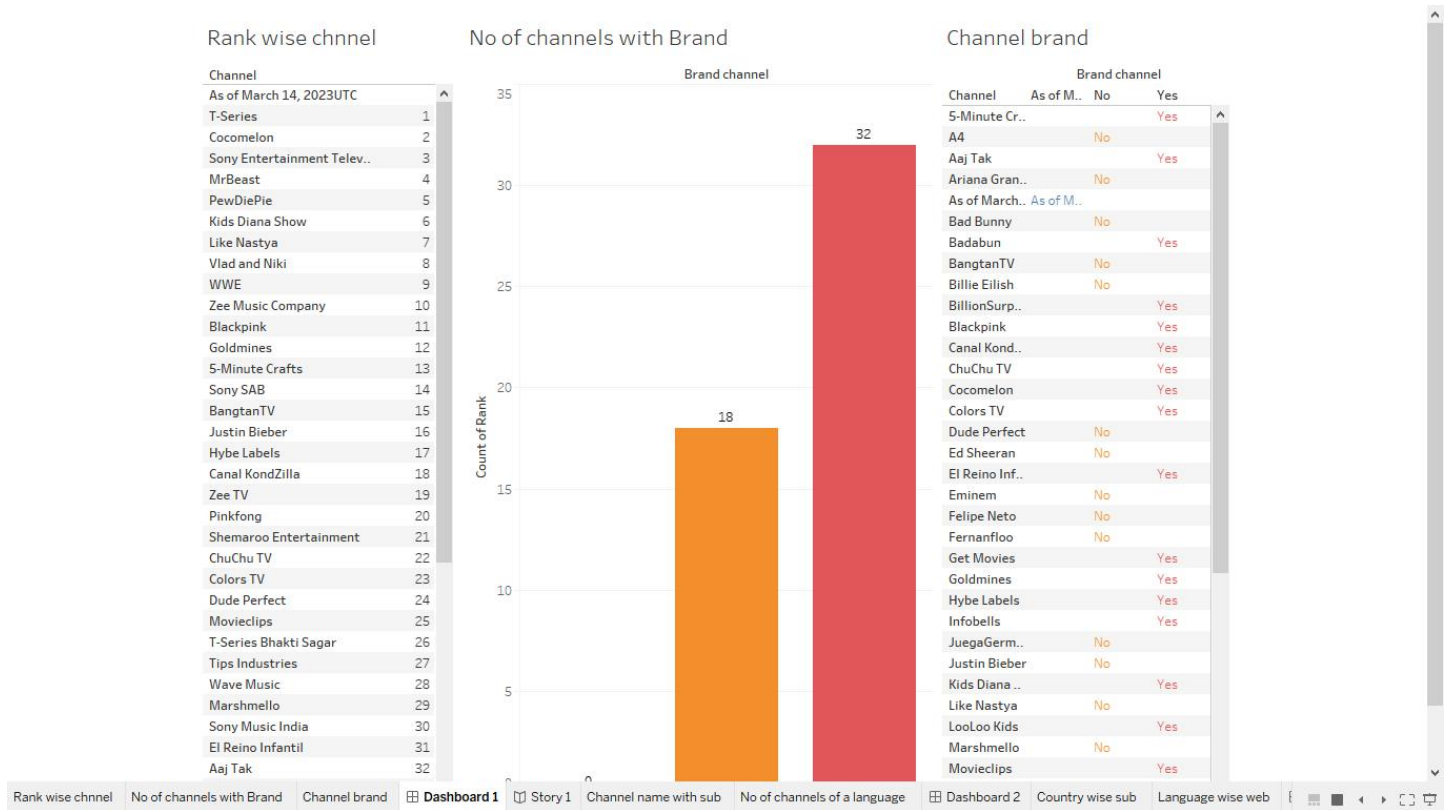 Rank wise chnnel
Channel
As of March 14, 2023UTC
T-Series 1
Cocomelon 2
Sony Entertainment Telev.. 3
MrBeast 4
PewDiePie 5
Kids Diana Show 6
Like Nastya 7
Vlad and Niki 8
WWE 9
Zee Music Company 10
Blackpink 11
Goldmines 12
5-Minute Crafts 13
Sony SAB 14
BangtanTV 15
Justin Bieber 16
Hybe Labels 17
Canal KondZilla 18
Zee TV 19
Pinkfong 20
Shemaroo Entertainment 21
ChuChu TV 22
Colors TV 23
Dude Perfect 24
Movieclips 25
T-Series Bhakti Sagar 26
Tips Industries 27
Wave Music 28
Marshmello 29
Sony Music India 30
El Reino Infantil 31
Aaj Tak 32
No of channels with Brand
Brand channel
35
30
25
20
15
10
5
0
Count of Rank
0
18
32
Channel brand
Brand channel
Channel As of M.. No Yes
5-Minute Cr.. Yes
A4 No
Aaj Tak Yes
Ariana Gran.. No
As of March.. As of M..
Bad Bunny No
Badabun Yes
BangtanTV No
Billie Eilish No
BillionSurp.. Yes
Blackpink Yes
Canal Kond.. Yes
ChuChu TV Yes
Cocomelon Yes
Colors TV Yes
Dude Perfect No
Ed Sheeran No
El Reino Inf.. Yes
Eminem No
Felipe Neto No
Fernanfloo No
Get Movies Yes
Goldmines Yes
Hybe Labels Yes
Infobells Yes
JuegaGerm.. No
Justin Bieber No
Kids Diana .. Yes
Like Nastya No
LooLoo Kids Yes
Marshmello No
Movieclips Yes
Rank wise chnnel No of channels with Brand Channel brand Dashboard 1 Story 1 Channel name with sub No of channels of a language Dashboard 2 Country wise sub Language wise web